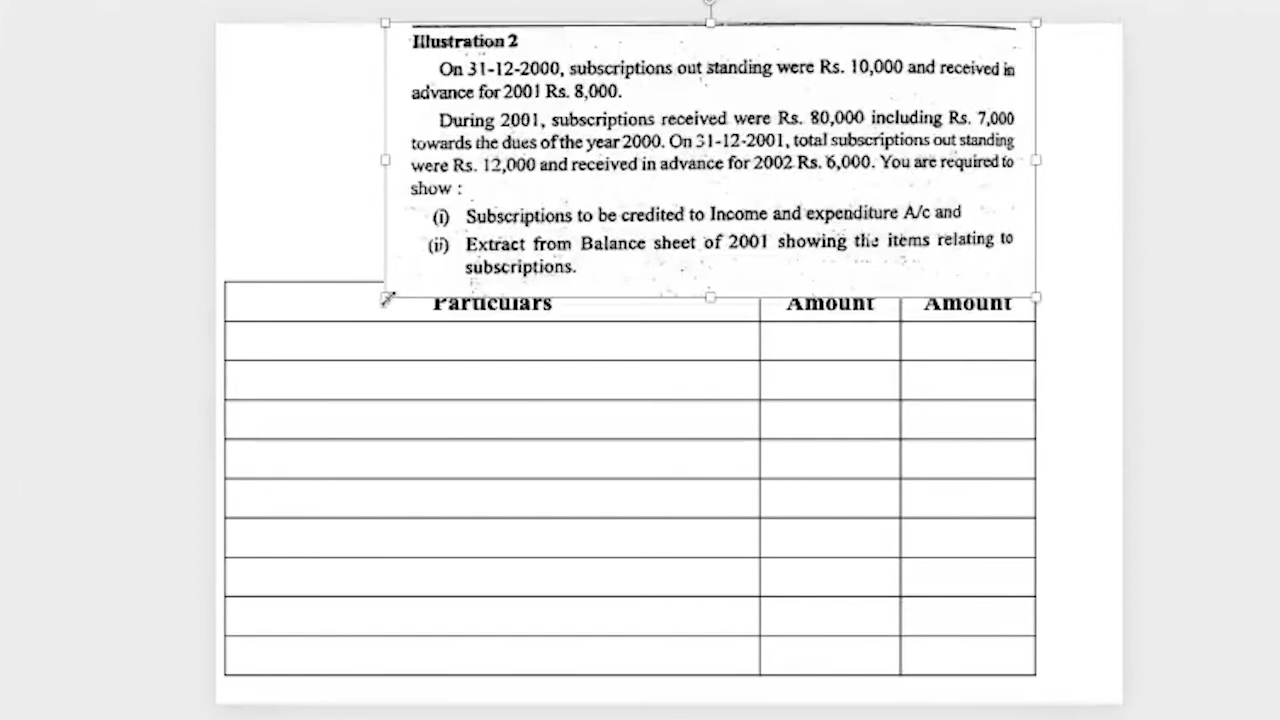 Illustration 2
On 31-12-2000, subscriptions out standing were Rs. 10,000 and received in
advance for 2001 Rs. 8,000.
During 2001, subscriptions received were Rs. 80,000 including Rs. 7,000
towards the dues of the year 2000. On 31-12-2001, total subscriptions out standing
were Rs. 12,000 and received in advance for 2002 Rs. 6,000. You are required to
show :
(i) Subscriptions to be credited to Income and expenditure A/c and
(ii) Extract from Balance sheet of 2001 showing the items relating to
subscriptions.
Particulars Amount Amount